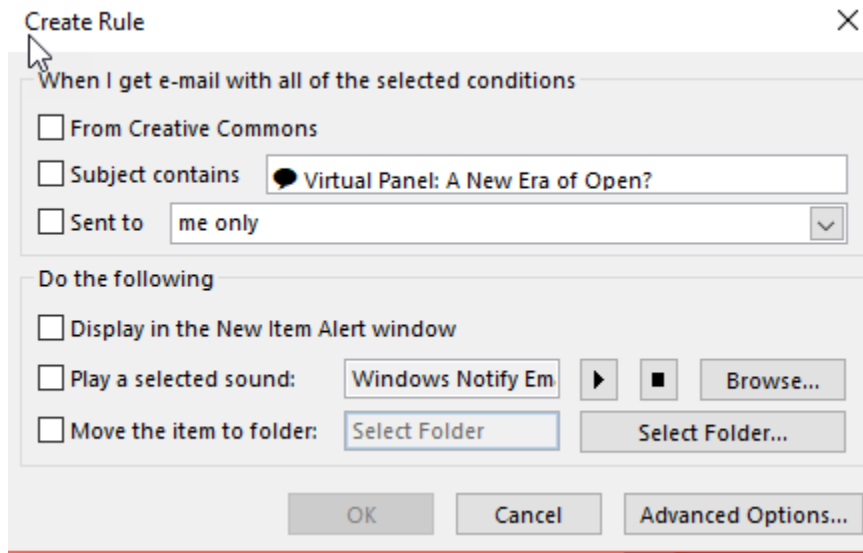 Create Rule
When I get e-mail with all of the selected conditions
From Creative Commons
Subject contains 💬 Virtual Panel: A New Era of Open?
Sent to me only
Do the following
Display in the New Item Alert window
Play a selected sound: Windows Notify Em Browse...
Move the item to folder: Select Folder Select Folder...
OK Cancel Advanced Options...